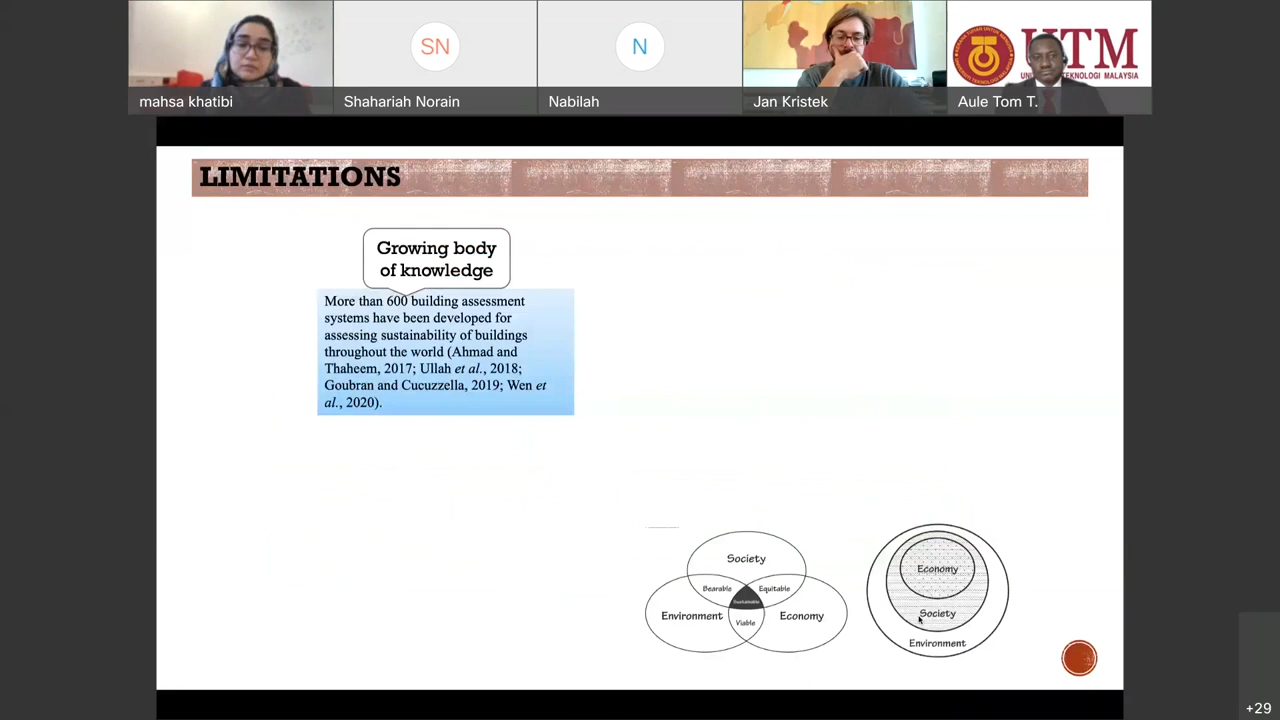 SN
N
UTM
UNIVERSITI TEKNOLOGI MALAYSIA
mahsa khatibi
Shahariah Norain
Nabilah
Jan Kristek
Aule Tom T.
LIMITATIONS
Growing body
of knowledge
More than 600 building assessment
systems have been developed for
assessing sustainability of buildings
throughout the world (Ahmad and
Thaheem, 2017; Ullah et al., 2018;
Goubran and Cucuzzella, 2019; Wen et
al., 2020).
Society
Bearable
Equitable
Sustainable
Environment
Economy
Viable
Economy
Society
Environment
+29